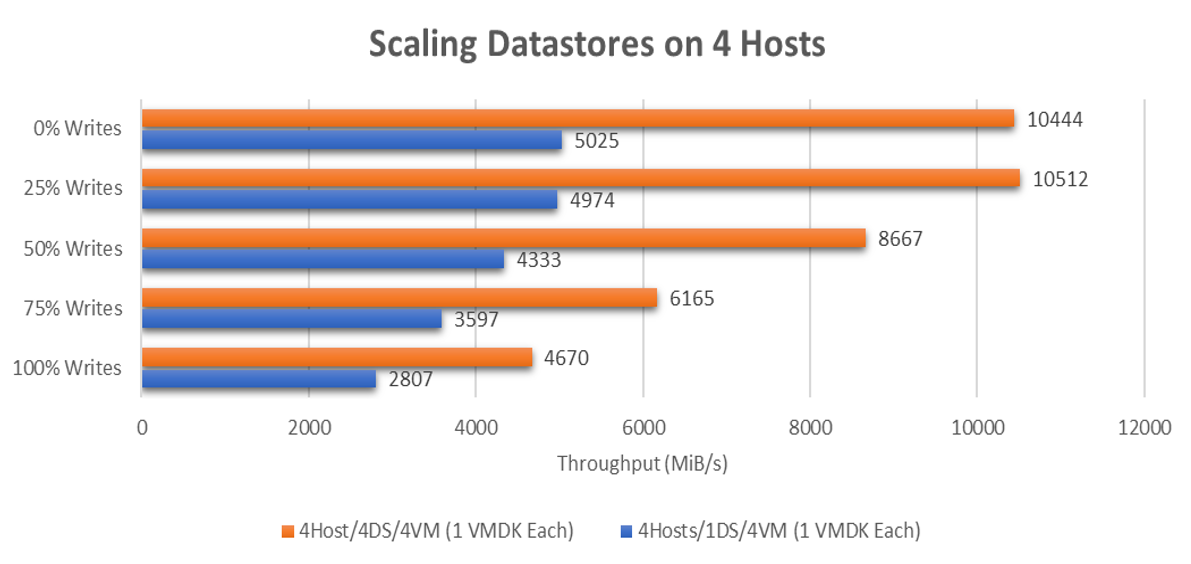 Scaling Datastores on 4 Hosts
0% Writes
10444
5025
25% Writes
10512
4974
50% Writes
8667
4333
75% Writes
6165
3597
100% Writes
4670
2807
0 2000 4000 6000 8000 10000 12000
Throughput (MiB/s)
4Host/4DS/4VM (1 VMDK Each) 4Hosts/1DS/4VM (1 VMDK Each)